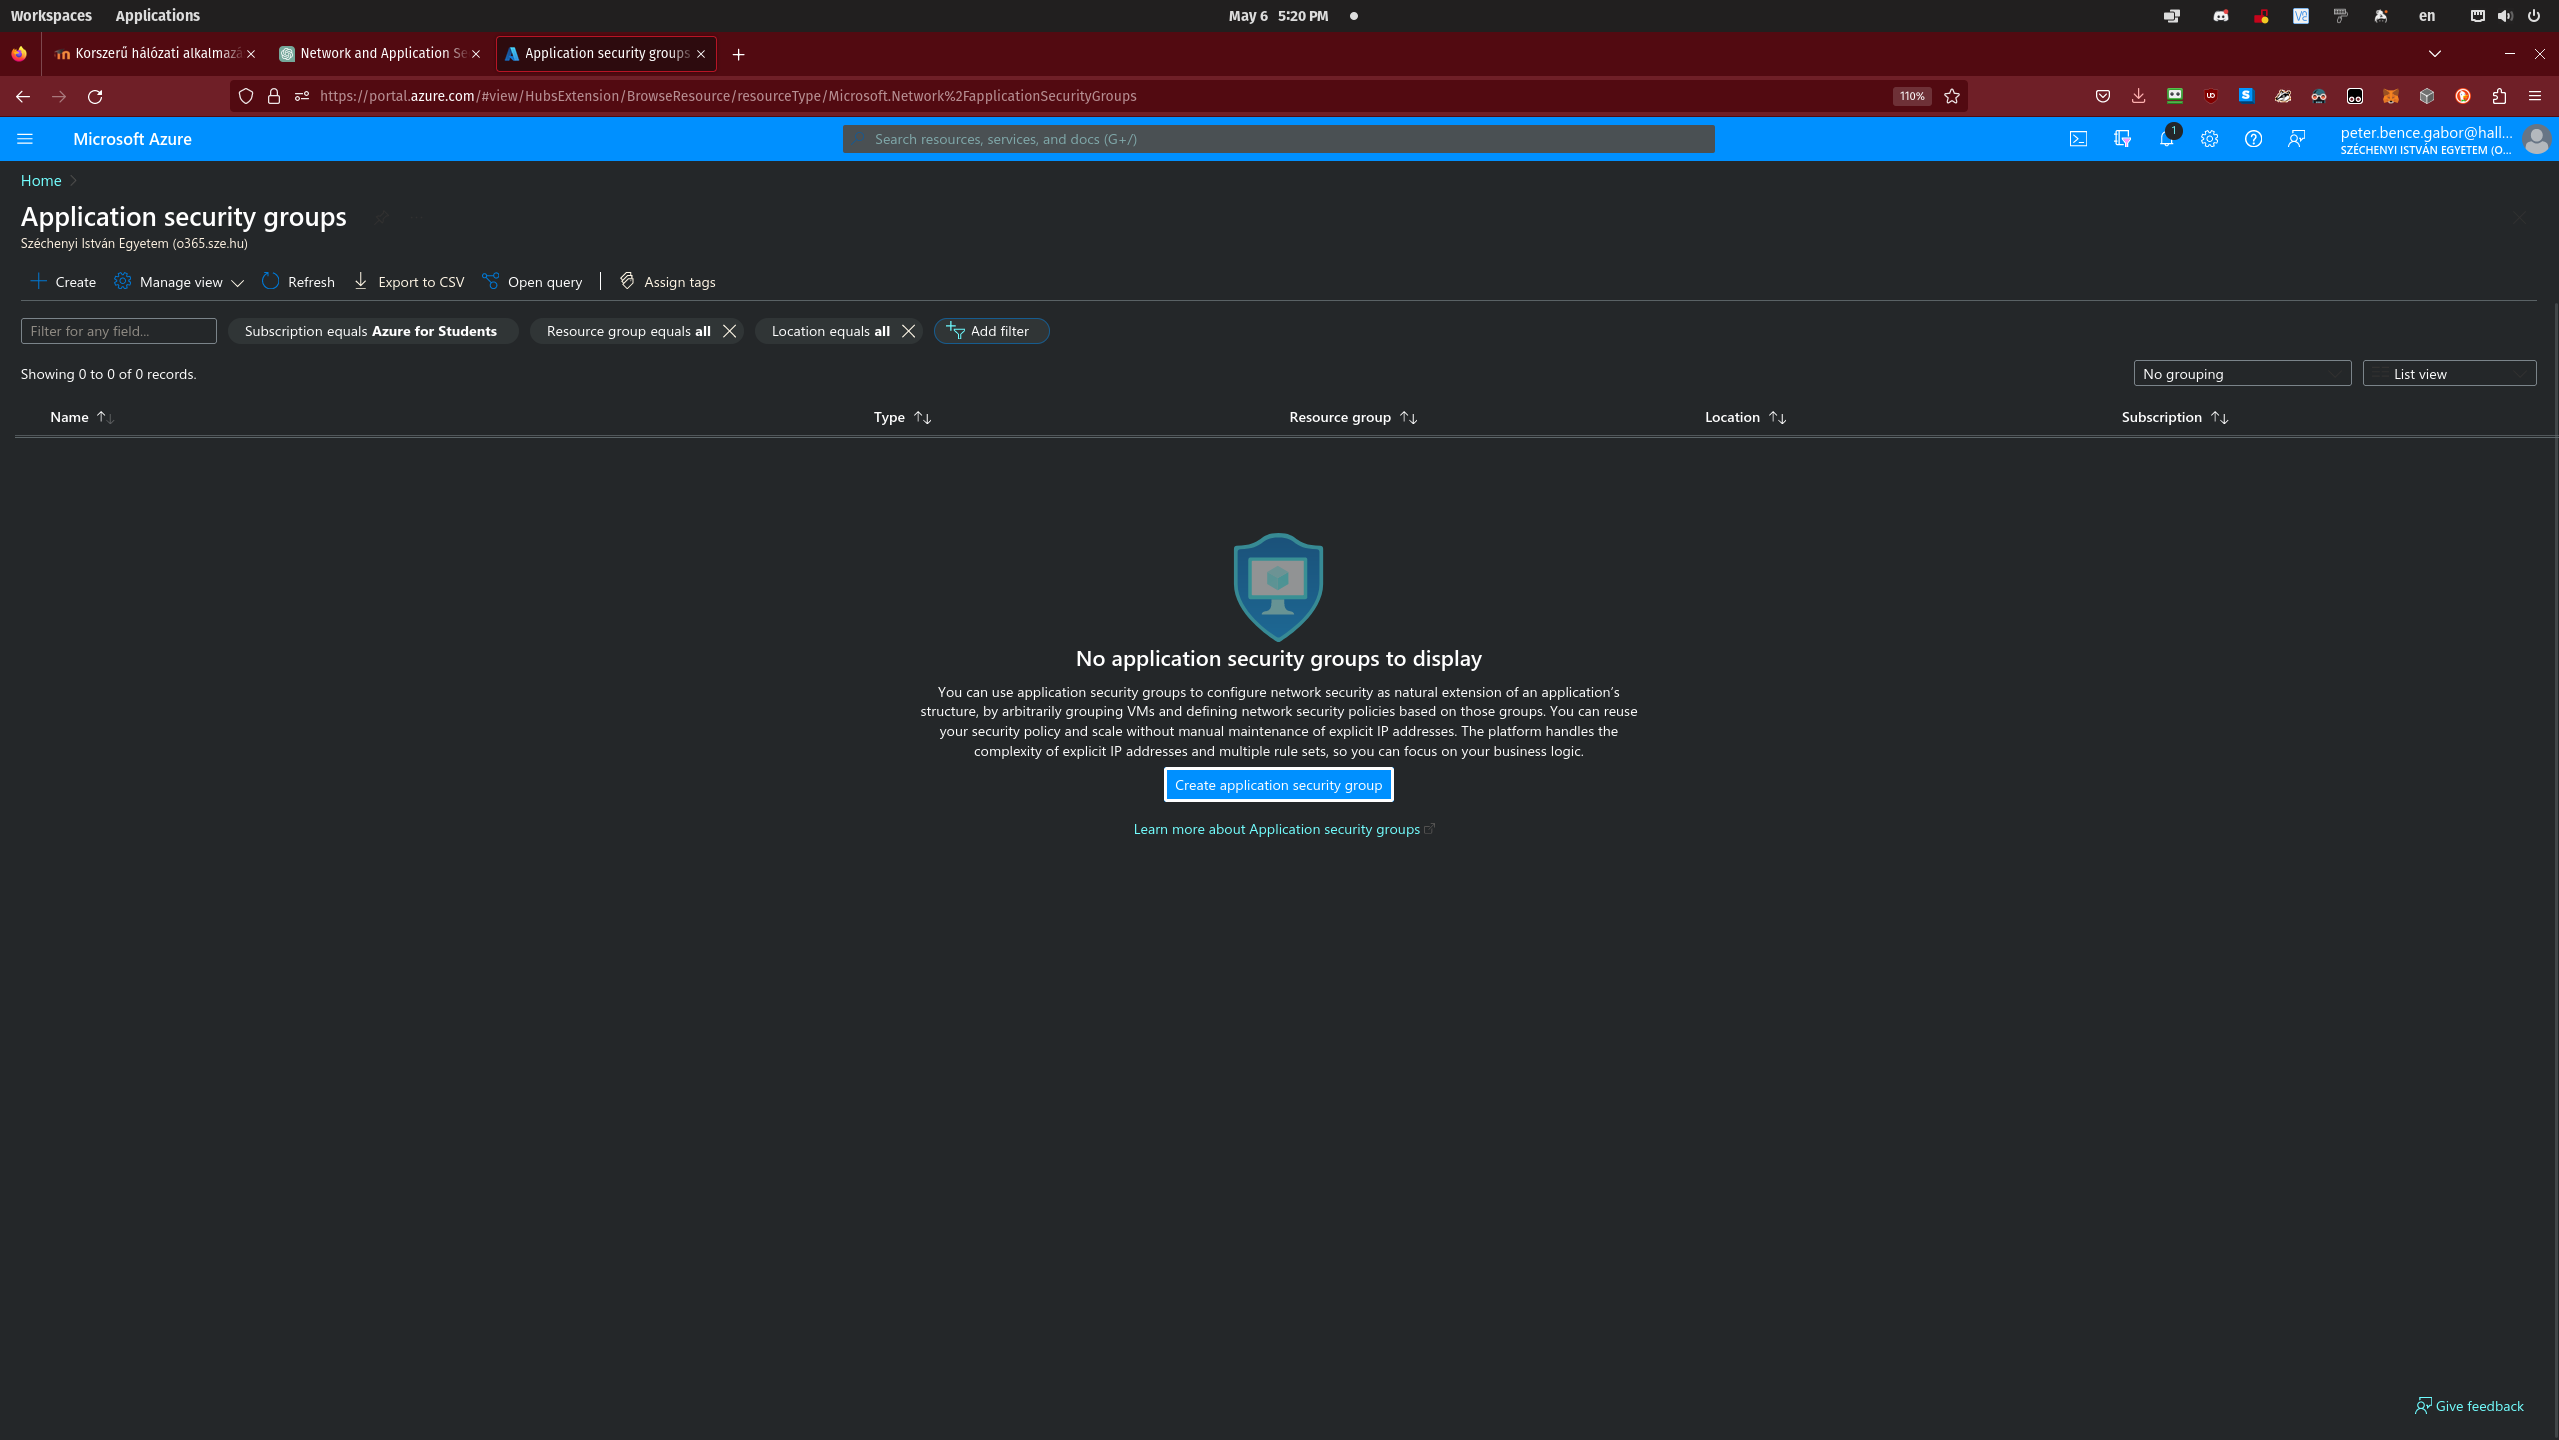 Workspaces Applications May 6 5:20 PM en
Korszerű hálózati alkalmazá Network and Application Se Application security groups
https://portal.azure.com/#view/HubsExtension/BrowseResource/resourceType/Microsoft.Network%2FapplicationSecurityGroups 110%
Microsoft Azure Search resources, services, and docs (G+/) 1 peter.bence.gabor@hall...
SZÉCHENYI ISTVÁN EGYETEM (O...
Home
Application security groups
Széchenyi István Egyetem (o365.sze.hu)
Create Manage view Refresh Export to CSV Open query Assign tags
Filter for any field... Subscription equals Azure for Students Resource group equals all Location equals all Add filter
Showing 0 to 0 of 0 records. No grouping List view
Name Type Resource group Location Subscription
No application security groups to display
You can use application security groups to configure network security as natural extension of an application's
structure, by arbitrarily grouping VMs and defining network security policies based on those groups. You can reuse
your security policy and scale without manual maintenance of explicit IP addresses. The platform handles the
complexity of explicit IP addresses and multiple rule sets, so you can focus on your business logic.
Create application security group
Learn more about Application security groups
Give feedback